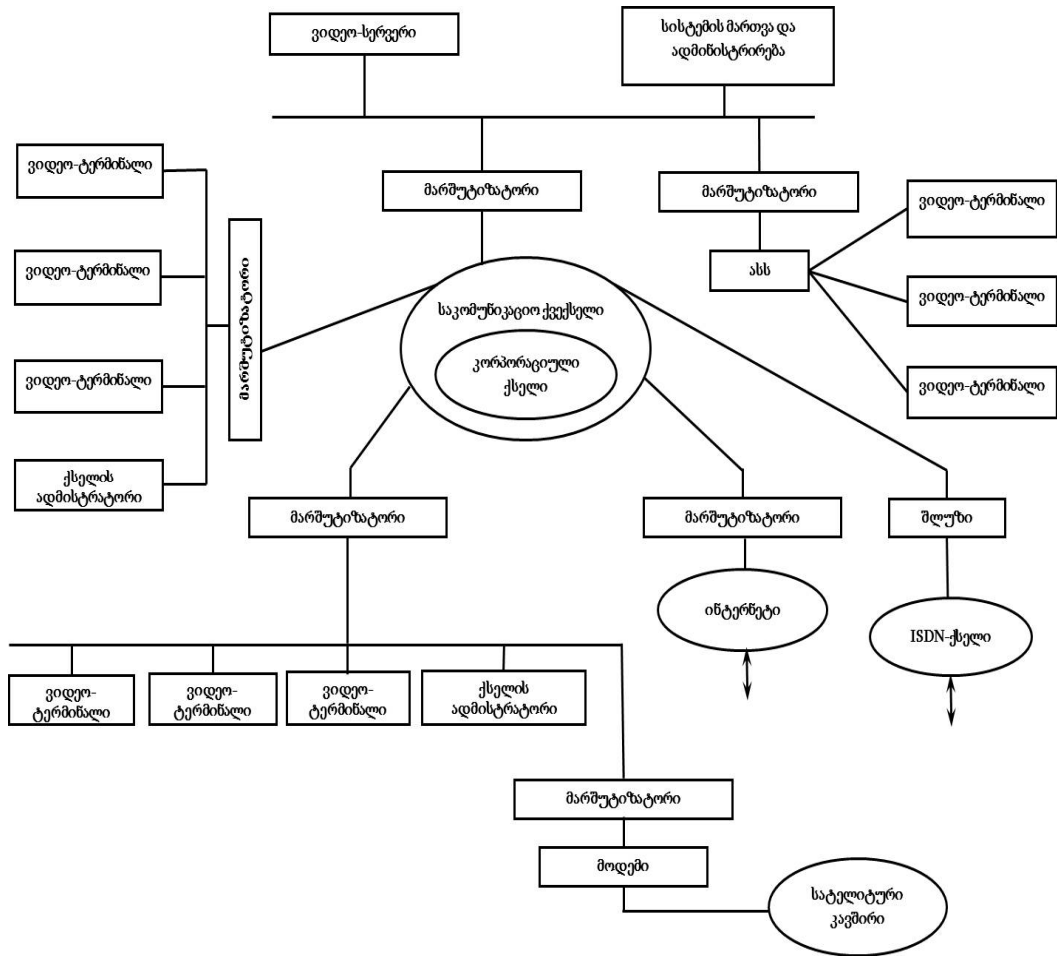 ვიდეო-სერვერი
სისტემის მართვა და
ადმინისტრირება
ვიდეო-ტერმინალი
მარშუტიზატორი
მარშუტიზატორი
ვიდეო-ტერმინალი
ვიდეო-ტერმინალი
მარშუტიზატორი
ასს
ვიდეო-ტერმინალი
საკომუნიკაციო ქვექსელი
კორპორაციული
ქსელი
ვიდეო-ტერმინალი
ვიდეო-ტერმინალი
ქსელის
ადმისტრატორი
მარშუტიზატორი
მარშუტიზატორი
შლუზი
ინტერნეტი
ISDN-ქსელი
ვიდეო-
ტერმინალი
ვიდეო-
ტერმინალი
ვიდეო-
ტერმინალი
ქსელის
ადმისტრატორი
მარშუტიზატორი
მოდემი
სატელიტური
კავშირი